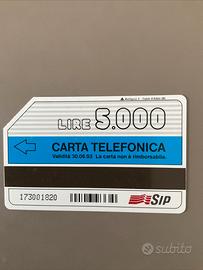 LIRE 5.000
CARTA TELEFONICA
Validità 30.06.93 La carta non è rimborsabile.
173001820
SIP
subito